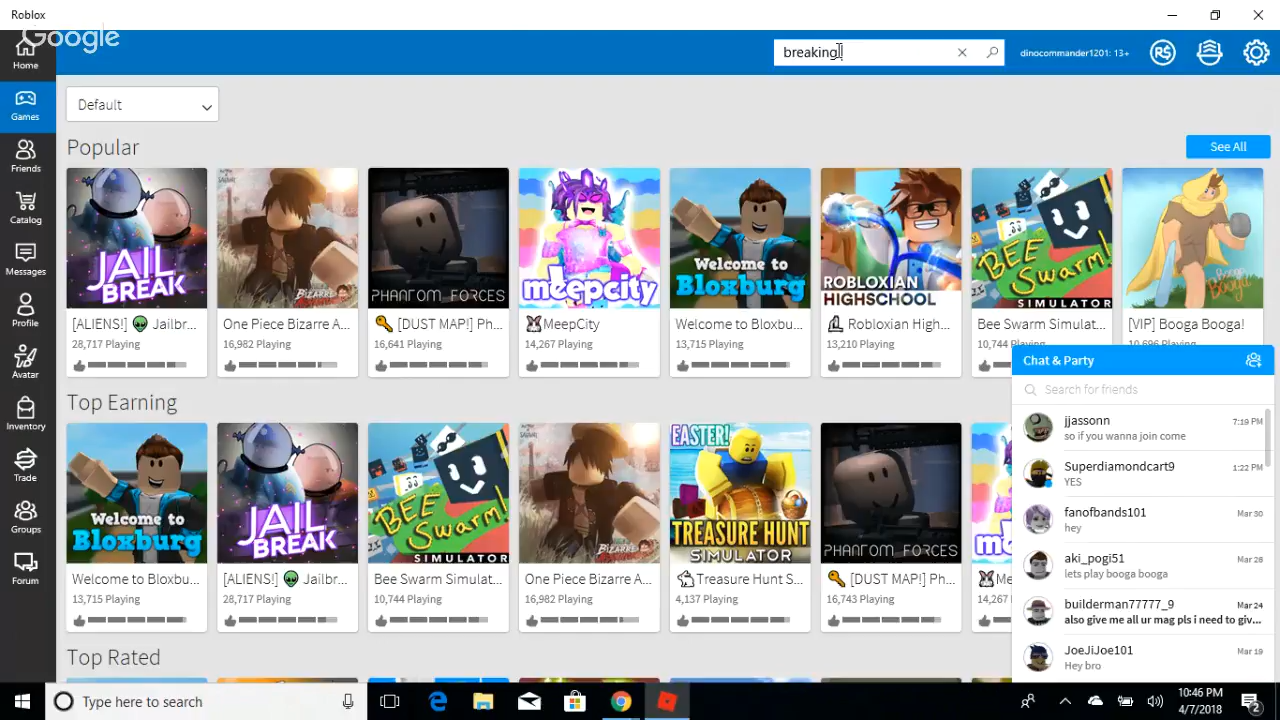 Roblox
Google
breaking
dinocommander1201: 13+
R$
Home
Games
Friends
Catalog
Messages
Profile
Avatar
Inventory
Trade
Groups
Forum
Default
Popular
See All
JAIL BREAK
PHANTOM FORCES
meepcity
Welcome to Bloxburg
ROBLOXIAN HIGHSCHOOL
BEE Swarm! SIMULATOR
Booga Booga
[ALIENS!] 👽 Jailbr...
One Piece Bizarre A...
🔑 [DUST MAP!] Ph...
🐰MeepCity
Welcome to Bloxbu...
Robloxian High...
Bee Swarm Simulat...
[VIP] Booga Booga!
28,717 Playing
16,982 Playing
16,641 Playing
14,267 Playing
13,715 Playing
13,210 Playing
10,744 Playing
10,696 Playing
Top Earning
Welcome to Bloxburg
JAIL BREAK
BEE Swarm! SIMULATOR
EASTER!
TREASURE HUNT SIMULATOR
PHANTOM FORCES
Welcome to Bloxbu...
[ALIENS!] 👽 Jailbr...
Bee Swarm Simulat...
One Piece Bizarre A...
Treasure Hunt S...
🔑 [DUST MAP!] Ph...
🐰Me
13,715 Playing
28,717 Playing
10,744 Playing
16,982 Playing
4,137 Playing
16,743 Playing
14,267
Top Rated
Chat & Party
Search for friends
jjassonn 7:19 PM
so if you wanna join come
Superdiamondcart9 1:22 PM
YES
fanofbands101 Mar 30
hey
aki_pogi51 Mar 28
lets play booga booga
builderman77777_9 Mar 24
also give me all ur mag pls i need to giv...
JoeJiJoe101 Mar 19
Hey bro
Type here to search
10:46 PM
4/7/2018
2